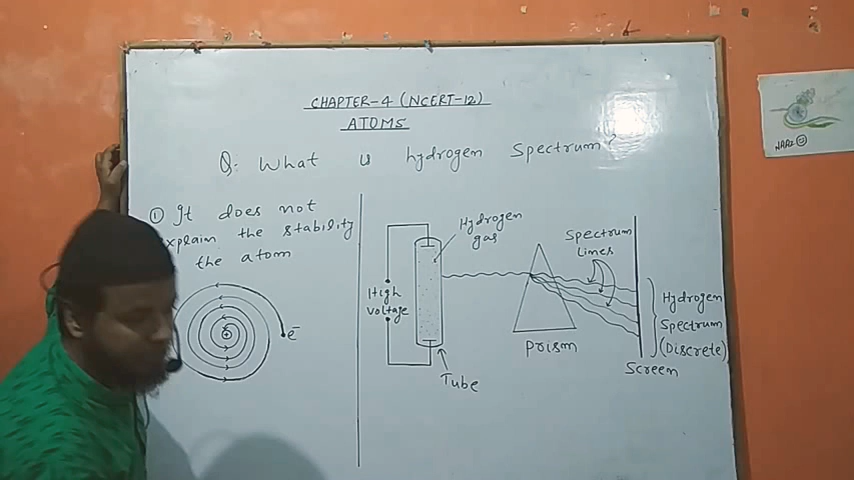 CHAPTER-4 (NCERT-12)
ATOMS
Q: What is hydrogen Spectrum?
① It does not
explain the stability
the atom
e-
High
voltage
Hydrogen
gas
Tube
Prism
Spectrum
Lines
Hydrogen
Spectrum
(Discrete)
Screen